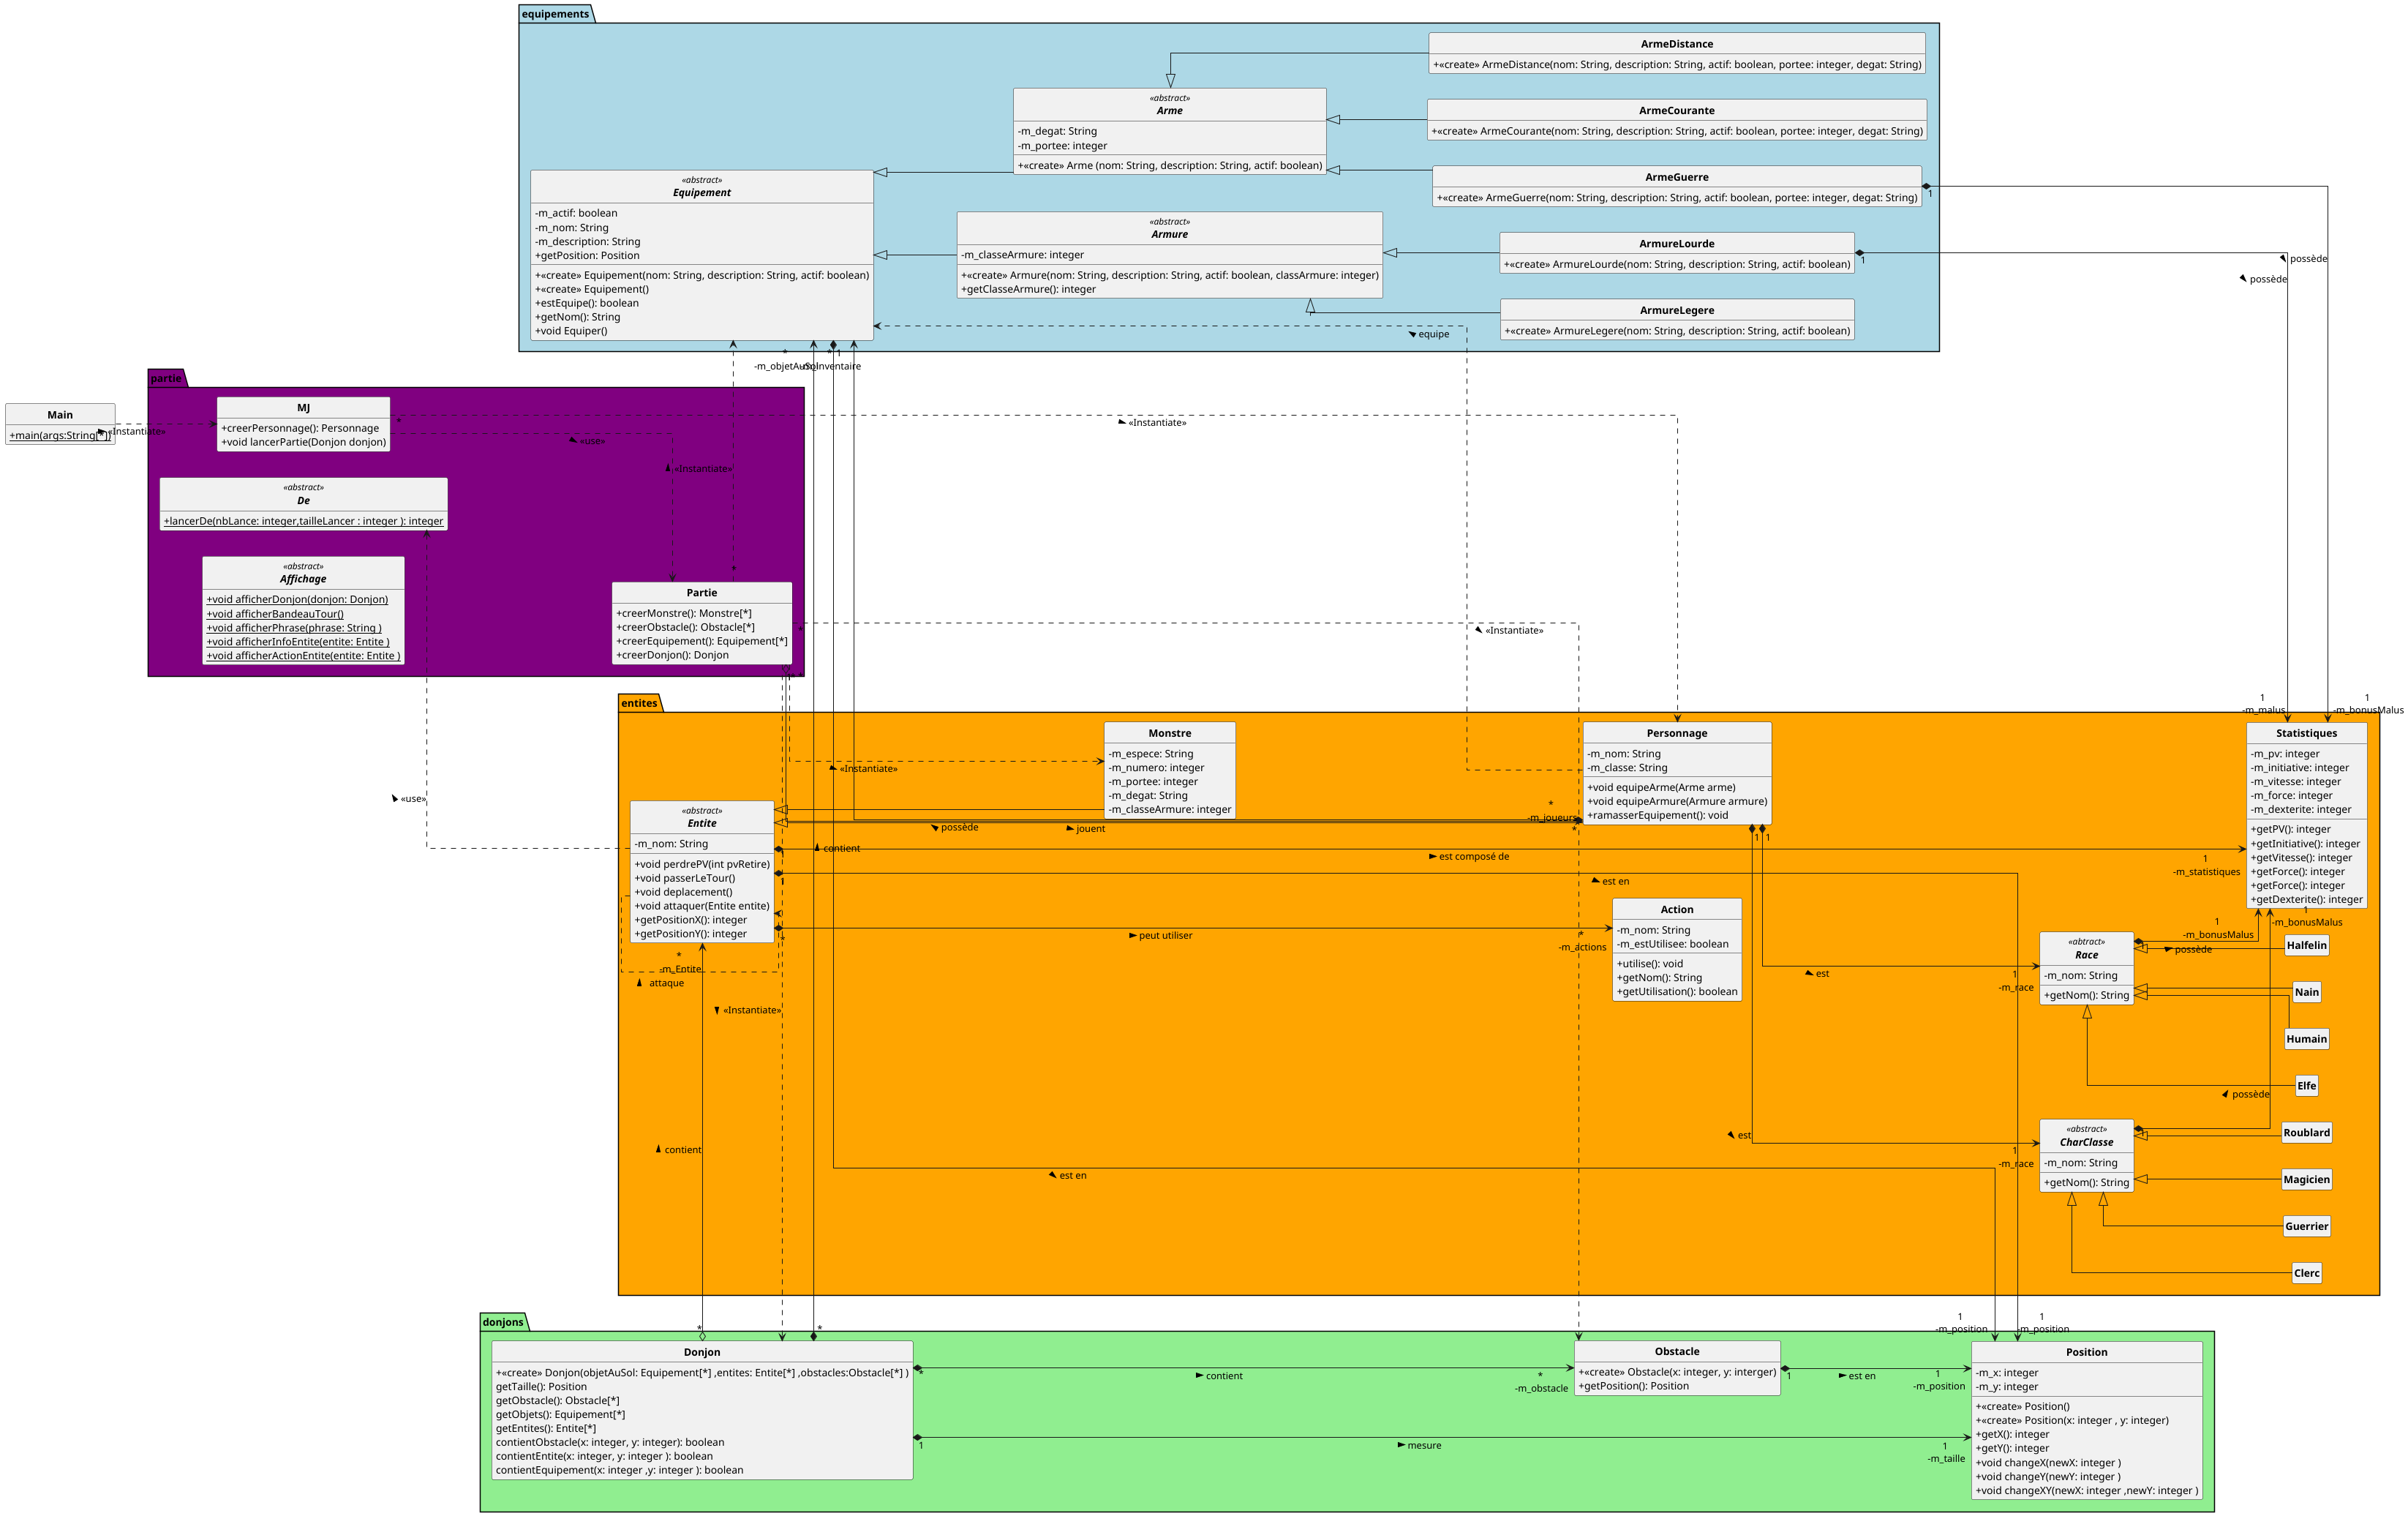 equipements
ArmeDistance
+«create» ArmeDistance(nom: String, description: String, actif: boolean, portee: integer, degat: String)
«abstract»
Arme
-m_degat: String
-m_portee: integer
+«create» Arme (nom: String, description: String, actif: boolean)
ArmeCourante
+«create» ArmeCourante(nom: String, description: String, actif: boolean, portee: integer, degat: String)
ArmeGuerre
+«create» ArmeGuerre(nom: String, description: String, actif: boolean, portee: integer, degat: String)
1
«abstract»
Equipement
-m_actif: boolean
-m_nom: String
-m_description: String
+getPosition: Position
+«create» Equipement(nom: String, description: String, actif: boolean)
+«create» Equipement()
+estEquipe(): boolean
+getNom(): String
+void Equiper()
«abstract»
Armure
-m_classeArmure: integer
+«create» Armure(nom: String, description: String, actif: boolean, classArmure: integer)
+getClasseArmure(): integer
ArmureLourde
+«create» ArmureLourde(nom: String, description: String, actif: boolean)
1
possède
possède
ArmureLegere
+«create» ArmureLegere(nom: String, description: String, actif: boolean)
equipe
*
* 1
-m_inventaire
partie
Main
+main(args:String[*])
«Instantiate»
MJ
+creerPersonnage(): Personnage
+void lancerPartie(Donjon donjon)
*
«Instantiate»
«use»
«Instantiate»
«abstract»
De
+lancerDe(nbLance: integer,tailleLancer : integer ): integer
«abstract»
Affichage
+void afficherDonjon(donjon: Donjon)
+void afficherBandeauTour()
+void afficherPhrase(phrase: String )
+void afficherInfoEntite(entite: Entite )
+void afficherActionEntite(entite: Entite )
*
Partie
+creerMonstre(): Monstre[*]
+creerObstacle(): Obstacle[*]
+creerEquipement(): Equipement[*]
+creerDonjon(): Donjon
*
«Instantiate»
1
-m_malus
1
-m_bonusMalus
entites
Monstre
-m_espece: String
-m_numero: integer
-m_portee: integer
-m_degat: String
-m_classeArmure: integer
«Instantiate»
Personnage
-m_nom: String
-m_classe: String
+void equipeArme(Arme arme)
+void equipeArmure(Armure armure)
+ramasserEquipement(): void
*
-m_joueurs
*
1
1
Statistiques
-m_pv: integer
-m_initiative: integer
-m_vitesse: integer
-m_force: integer
-m_dexterite: integer
+getPV(): integer
+getInitiative(): integer
+getVitesse(): integer
+getForce(): integer
+getForce(): integer
+getDexterite(): integer
«use»
«abstract»
Entite
-m_nom: String
+void perdrePV(int pvRetire)
+void passerLeTour()
+void deplacement()
+void attaquer(Entite entite)
+getPositionX(): integer
+getPositionY(): integer
possède
jouent
contient
est composé de
1
-m_statistiques
1
est en
*
peut utiliser
*
-m_actions
Action
-m_nom: String
-m_estUtilisee: boolean
+utilise(): void
+getNom(): String
+getUtilisation(): boolean
*
-m_Entite
attaque
«Instantiate»
contient
1
-m_bonusMalus
1
-m_bonusMalus
«abtract»
Race
-m_nom: String
+getNom(): String
possède
est
1
-m_race
Halfelin
Nain
Humain
Elfe
possède
«abstract»
CharClasse
-m_nom: String
+getNom(): String
est
1
-m_race
est en
Roublard
Magicien
Guerrier
Clerc
donjons
*
*
Donjon
+«create» Donjon(objetAuSol: Equipement[*] ,entites: Entite[*] ,obstacles:Obstacle[*] )
getTaille(): Position
getObstacle(): Obstacle[*]
getObjets(): Equipement[*]
getEntites(): Entite[*]
contientObstacle(x: integer, y: integer): boolean
contientEntite(x: integer, y: integer ): boolean
contientEquipement(x: integer ,y: integer ): boolean
*
contient
*
-m_obstacle
Obstacle
+«create» Obstacle(x: integer, y: interger)
+getPosition(): Position
1
est en
1
-m_position
1
-m_position
1
-m_position
1
mesure
1
-m_taille
Position
-m_x: integer
-m_y: integer
+«create» Position()
+«create» Position(x: integer , y: integer)
+getX(): integer
+getY(): integer
+void changeX(newX: integer )
+void changeY(newY: integer )
+void changeXY(newX: integer ,newY: integer )